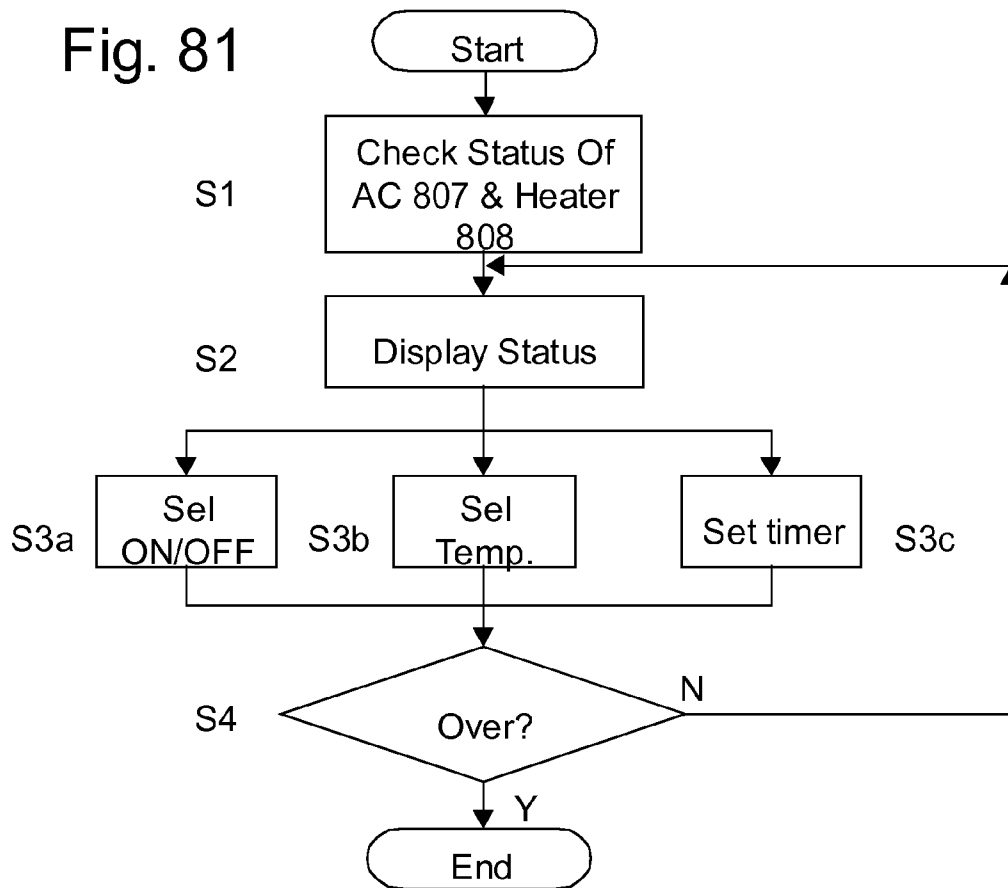 Fig. 81
Start
S1
Check Status Of
AC 807 & Heater
808
S2
Display Status
S3a
Sel
ON/OFF
S3b
Sel
Temp.
Set timer
S3c
S4
Over?
N
Y
End